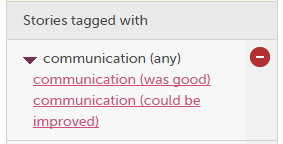 Stories tagged with
communication (any)
communication (was good)
communication (could be
improved)